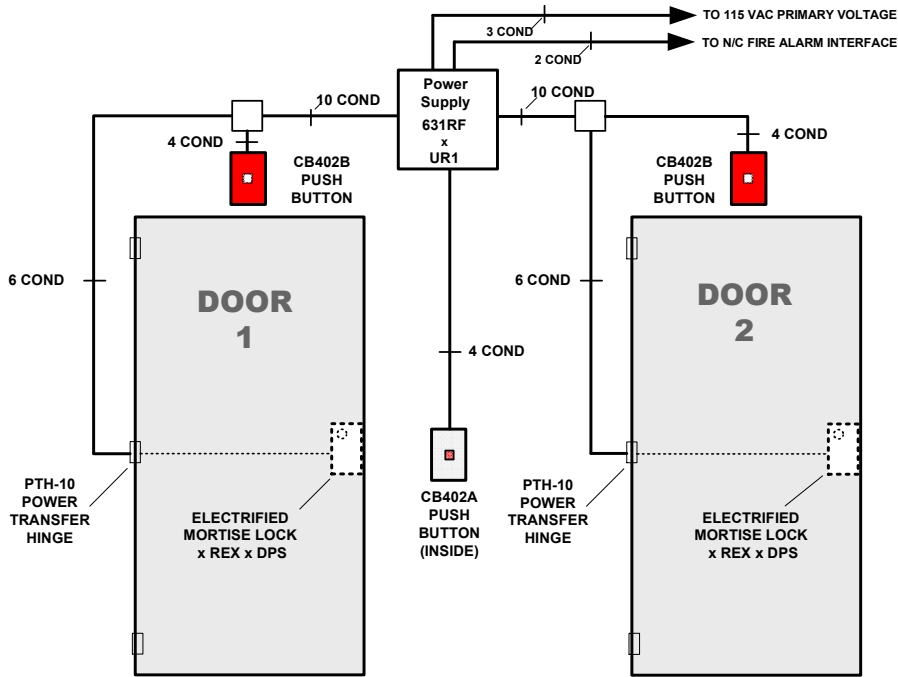 TO 115 VAC PRIMARY VOLTAGE
3 COND
TO N/C FIRE ALARM INTERFACE
2 COND
Power
Supply
631RF
x
UR1
10 COND
10 COND
4 COND
CB402B
PUSH
BUTTON
4 COND
CB402B
PUSH
BUTTON
6 COND
DOOR
1
6 COND
DOOR
2
4 COND
PTH-10
POWER
TRANSFER
HINGE
ELECTRIFIED
MORTISE LOCK
x REX x DPS
CB402A
PUSH
BUTTON
(INSIDE)
PTH-10
POWER
TRANSFER
HINGE
ELECTRIFIED
MORTISE LOCK
x REX x DPS